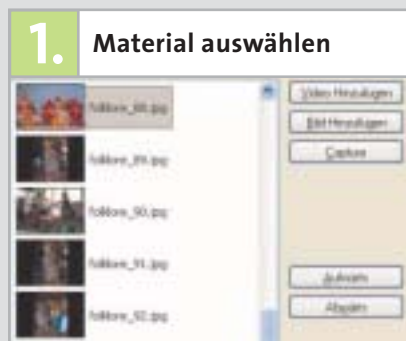 1. Material auswählen
folklore_88.jpg
folklore_89.jpg
folklore_90.jpg
folklore_91.jpg
folklore_92.jpg
Video Hinzufügen
Bild Hinzufügen
Capture
Aufwärts
Abwärts